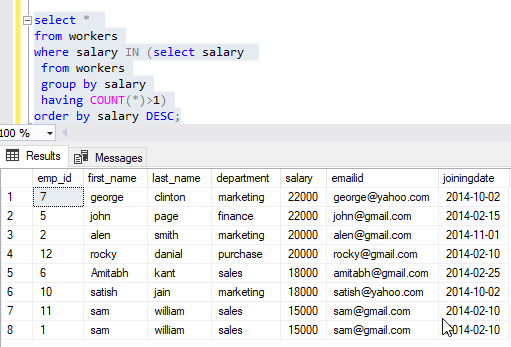 select *
from workers
where salary IN (select salary
from workers
group by salary
having COUNT(*)>1)
order by salary DESC;
100 %
Results Messages
emp_id first_name last_name department salary emailid joiningdate
1 7 george clinton marketing 22000 george@yahoo.com 2014-10-02
2 5 john page finance 22000 john@gmail.com 2014-02-15
3 2 alen smith marketing 20000 alen@gmail.com 2014-11-01
4 12 rocky danial purchase 20000 rocky@gmail.com 2014-02-10
5 6 Amitabh kant sales 18000 amitabh@gmail.com 2014-02-25
6 10 satish jain marketing 18000 satish@yahoo.com 2014-10-02
7 11 sam william sales 15000 sam@gmail.com 2014-02-10
8 1 sam william sales 15000 sam@gmail.com 2014-02-10